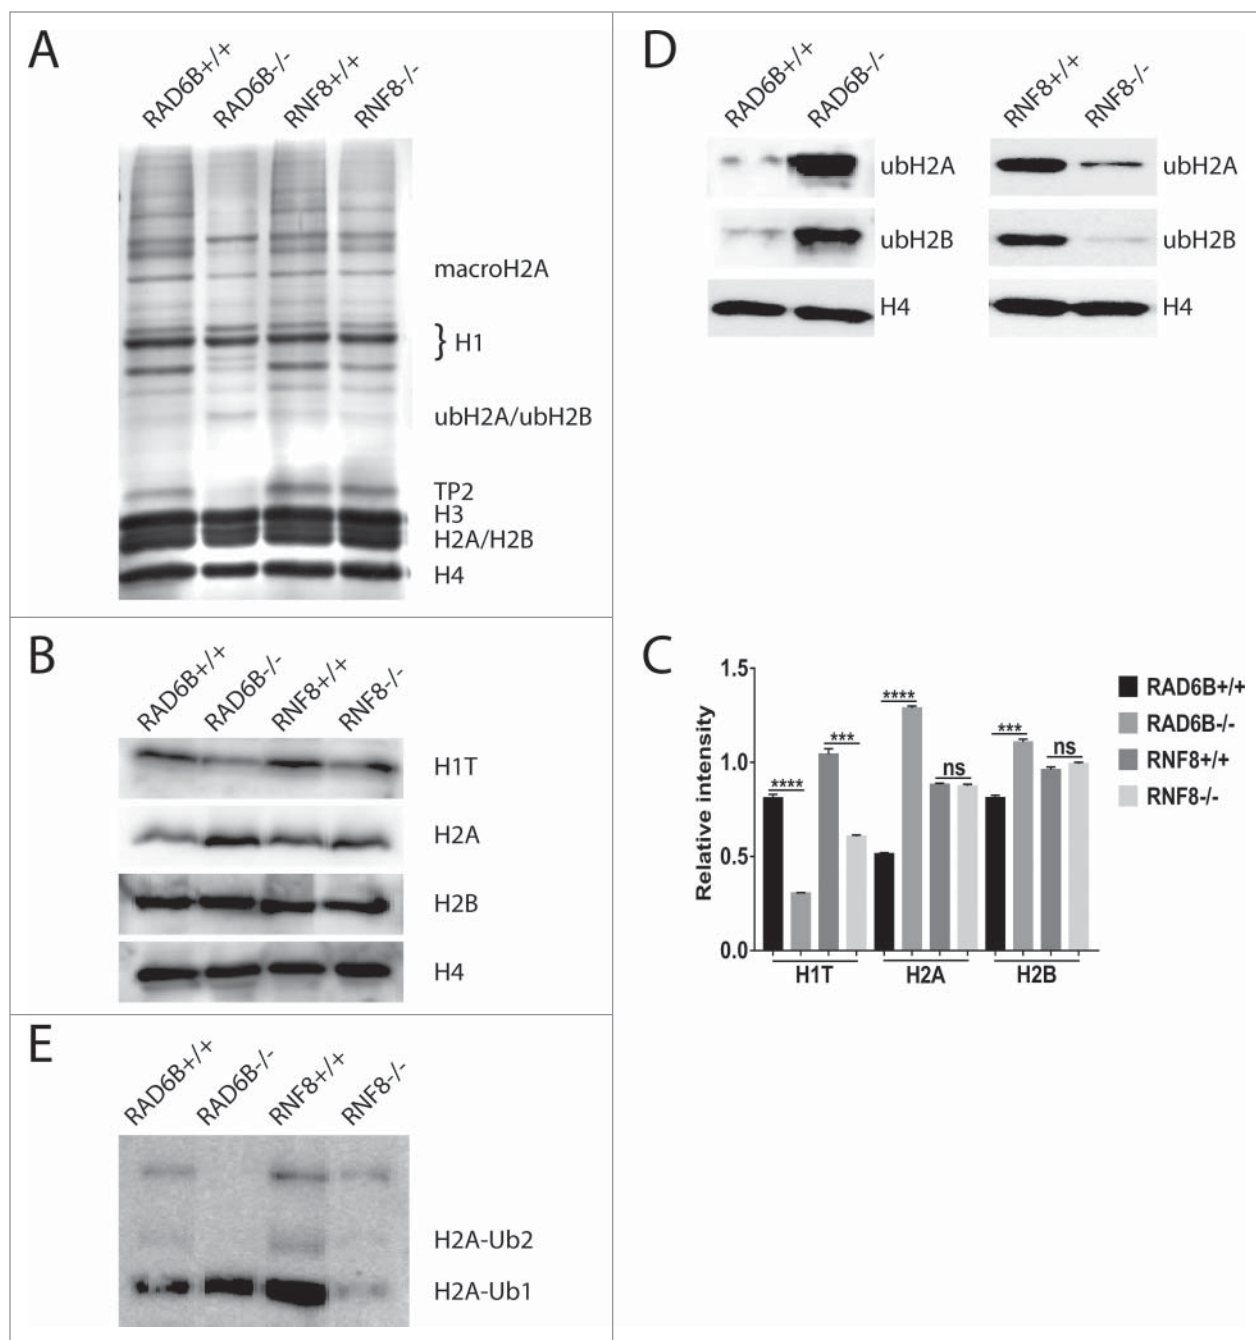 A
RAD6B+/+
RAD6B-/-
RNF8+/+
RNF8-/-
macroH2A
} H1
ubH2A/ubH2B
TP2
H3
H2A/H2B
H4
D
RAD6B+/+
RAD6B-/-
RNF8+/+
RNF8-/-
ubH2A
ubH2A
ubH2B
ubH2B
H4
H4
B
RAD6B+/+
RAD6B-/-
RNF8+/+
RNF8-/-
H1T
H2A
H2B
H4
C
Relative intensity
1.5
1.0
0.5
0.0
****
***
****
ns
***
ns
H1T
H2A
H2B
RAD6B+/+
RAD6B-/-
RNF8+/+
RNF8-/-
E
RAD6B+/+
RAD6B-/-
RNF8+/+
RNF8-/-
H2A-Ub2
H2A-Ub1